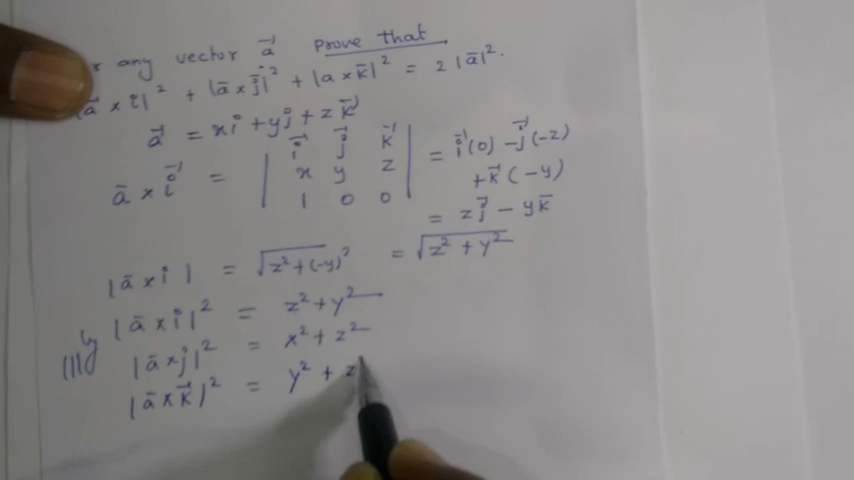 any vector a⃗ prove that
|ā × i|² + |ā × j⃗|² + |a × k̄|² = 2|ā|².
a⃗ = xi + yj + zk̄
ā × i⃗ = | i⃗ j⃗ k⃗ | = i⃗(0) - j⃗(-z)
x y z + k⃗(-y)
1 0 0
= zj⃗ - yk̄
|ā × i| = √z² + (-y)² = √z² + y²
|ā × i|² = z² + y²
|||ly |ā × j|² = x² + z²
|ā × k⃗|² = y² + z